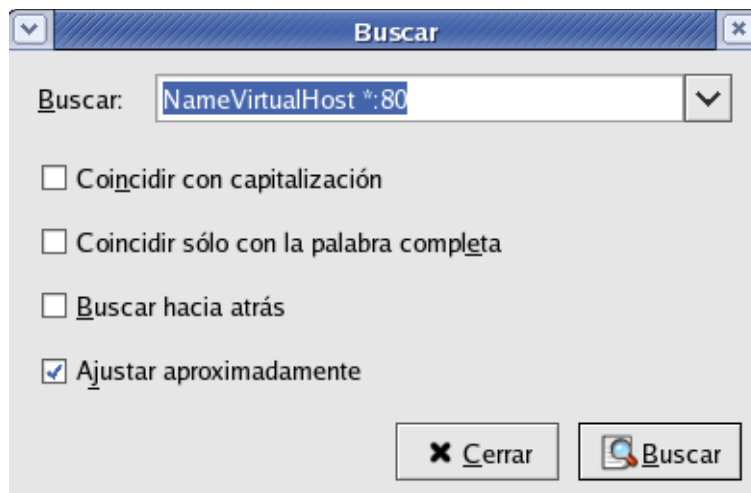 Buscar
Buscar: NameVirtualHost *:80
Coincidir con capitalización
Coincidir sólo con la palabra completa
Buscar hacia atrás
Ajustar aproximadamente
Cerrar Buscar